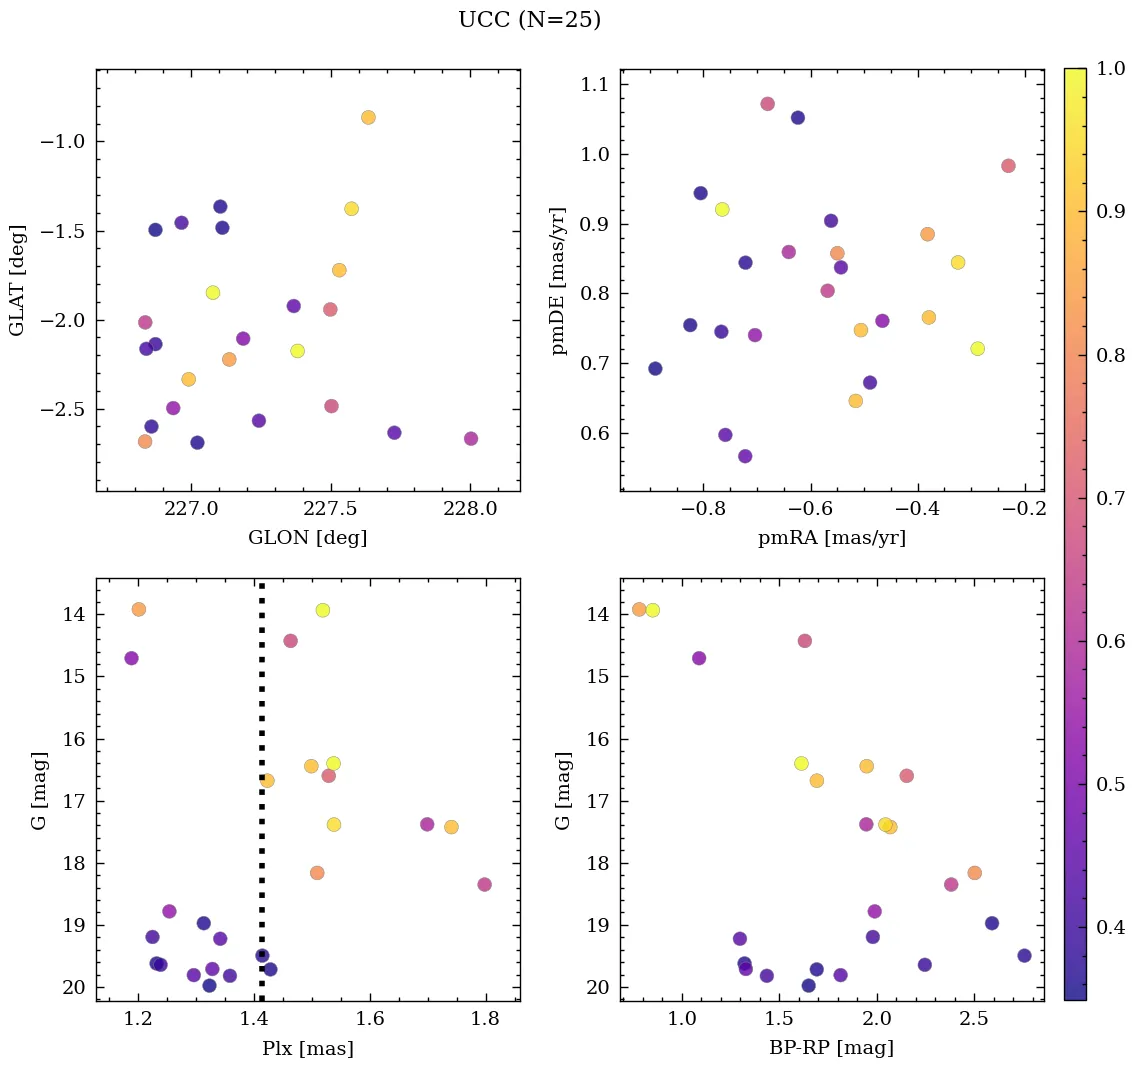 UCC (N=25)
−1.0
−1.5
−2.0
−2.5
GLAT [deg]
227.0 227.5 228.0
GLON [deg]
1.1
1.0
0.9
0.8
0.7
0.6
pmDE [mas/yr]
−0.8 −0.6 −0.4 −0.2
pmRA [mas/yr]
1.0
0.9
0.8
0.7
0.6
0.5
0.4
14
15
16
17
18
19
20
G [mag]
1.2 1.4 1.6 1.8
Plx [mas]
14
15
16
17
18
19
20
G [mag]
1.0 1.5 2.0 2.5
BP-RP [mag]